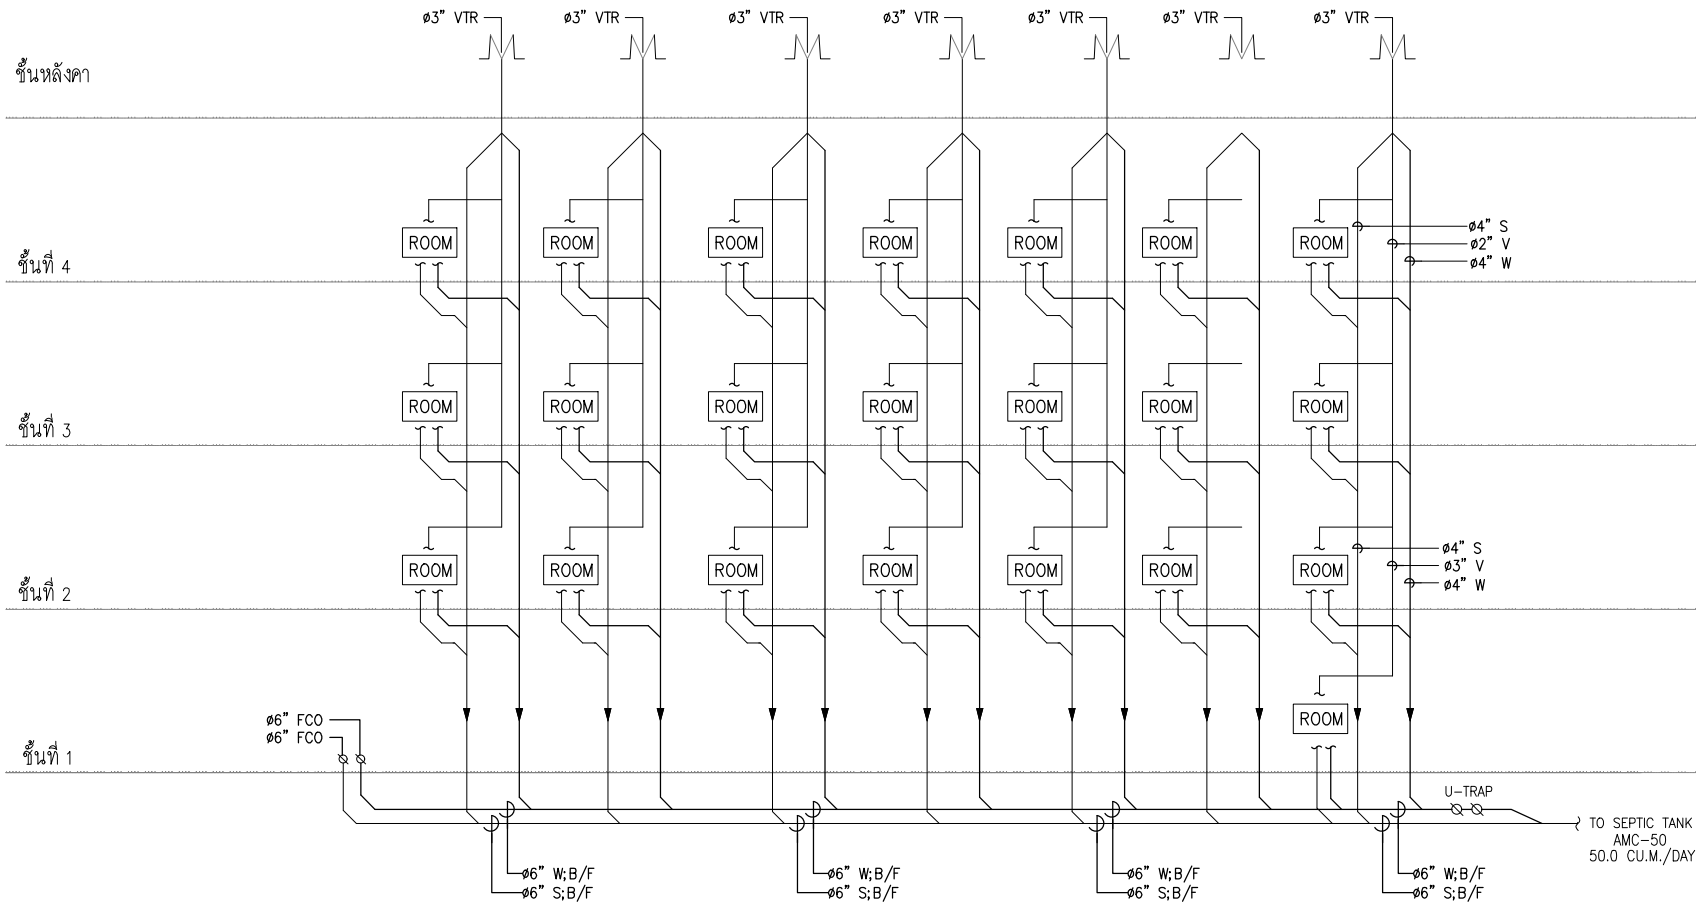 ø3" VTR ø3" VTR ø3" VTR ø3" VTR ø3" VTR ø3" VTR ø3" VTR
ชั้นหลังคา
ROOM ROOM ROOM ROOM ROOM ROOM ROOM
ø4" S
ø2" V
ø4" W
ชั้นที่ 4
ROOM ROOM ROOM ROOM ROOM ROOM ROOM
ชั้นที่ 3
ROOM ROOM ROOM ROOM ROOM ROOM ROOM
ø4" S
ø3" V
ø4" W
ชั้นที่ 2
ROOM
ø6" FCO
ø6" FCO
ชั้นที่ 1
U-TRAP
TO SEPTIC TANK
AMC-50
50.0 CU.M./DAY
ø6" W;B/F ø6" W;B/F ø6" W;B/F ø6" W;B/F
ø6" S;B/F ø6" S;B/F ø6" S;B/F ø6" S;B/F